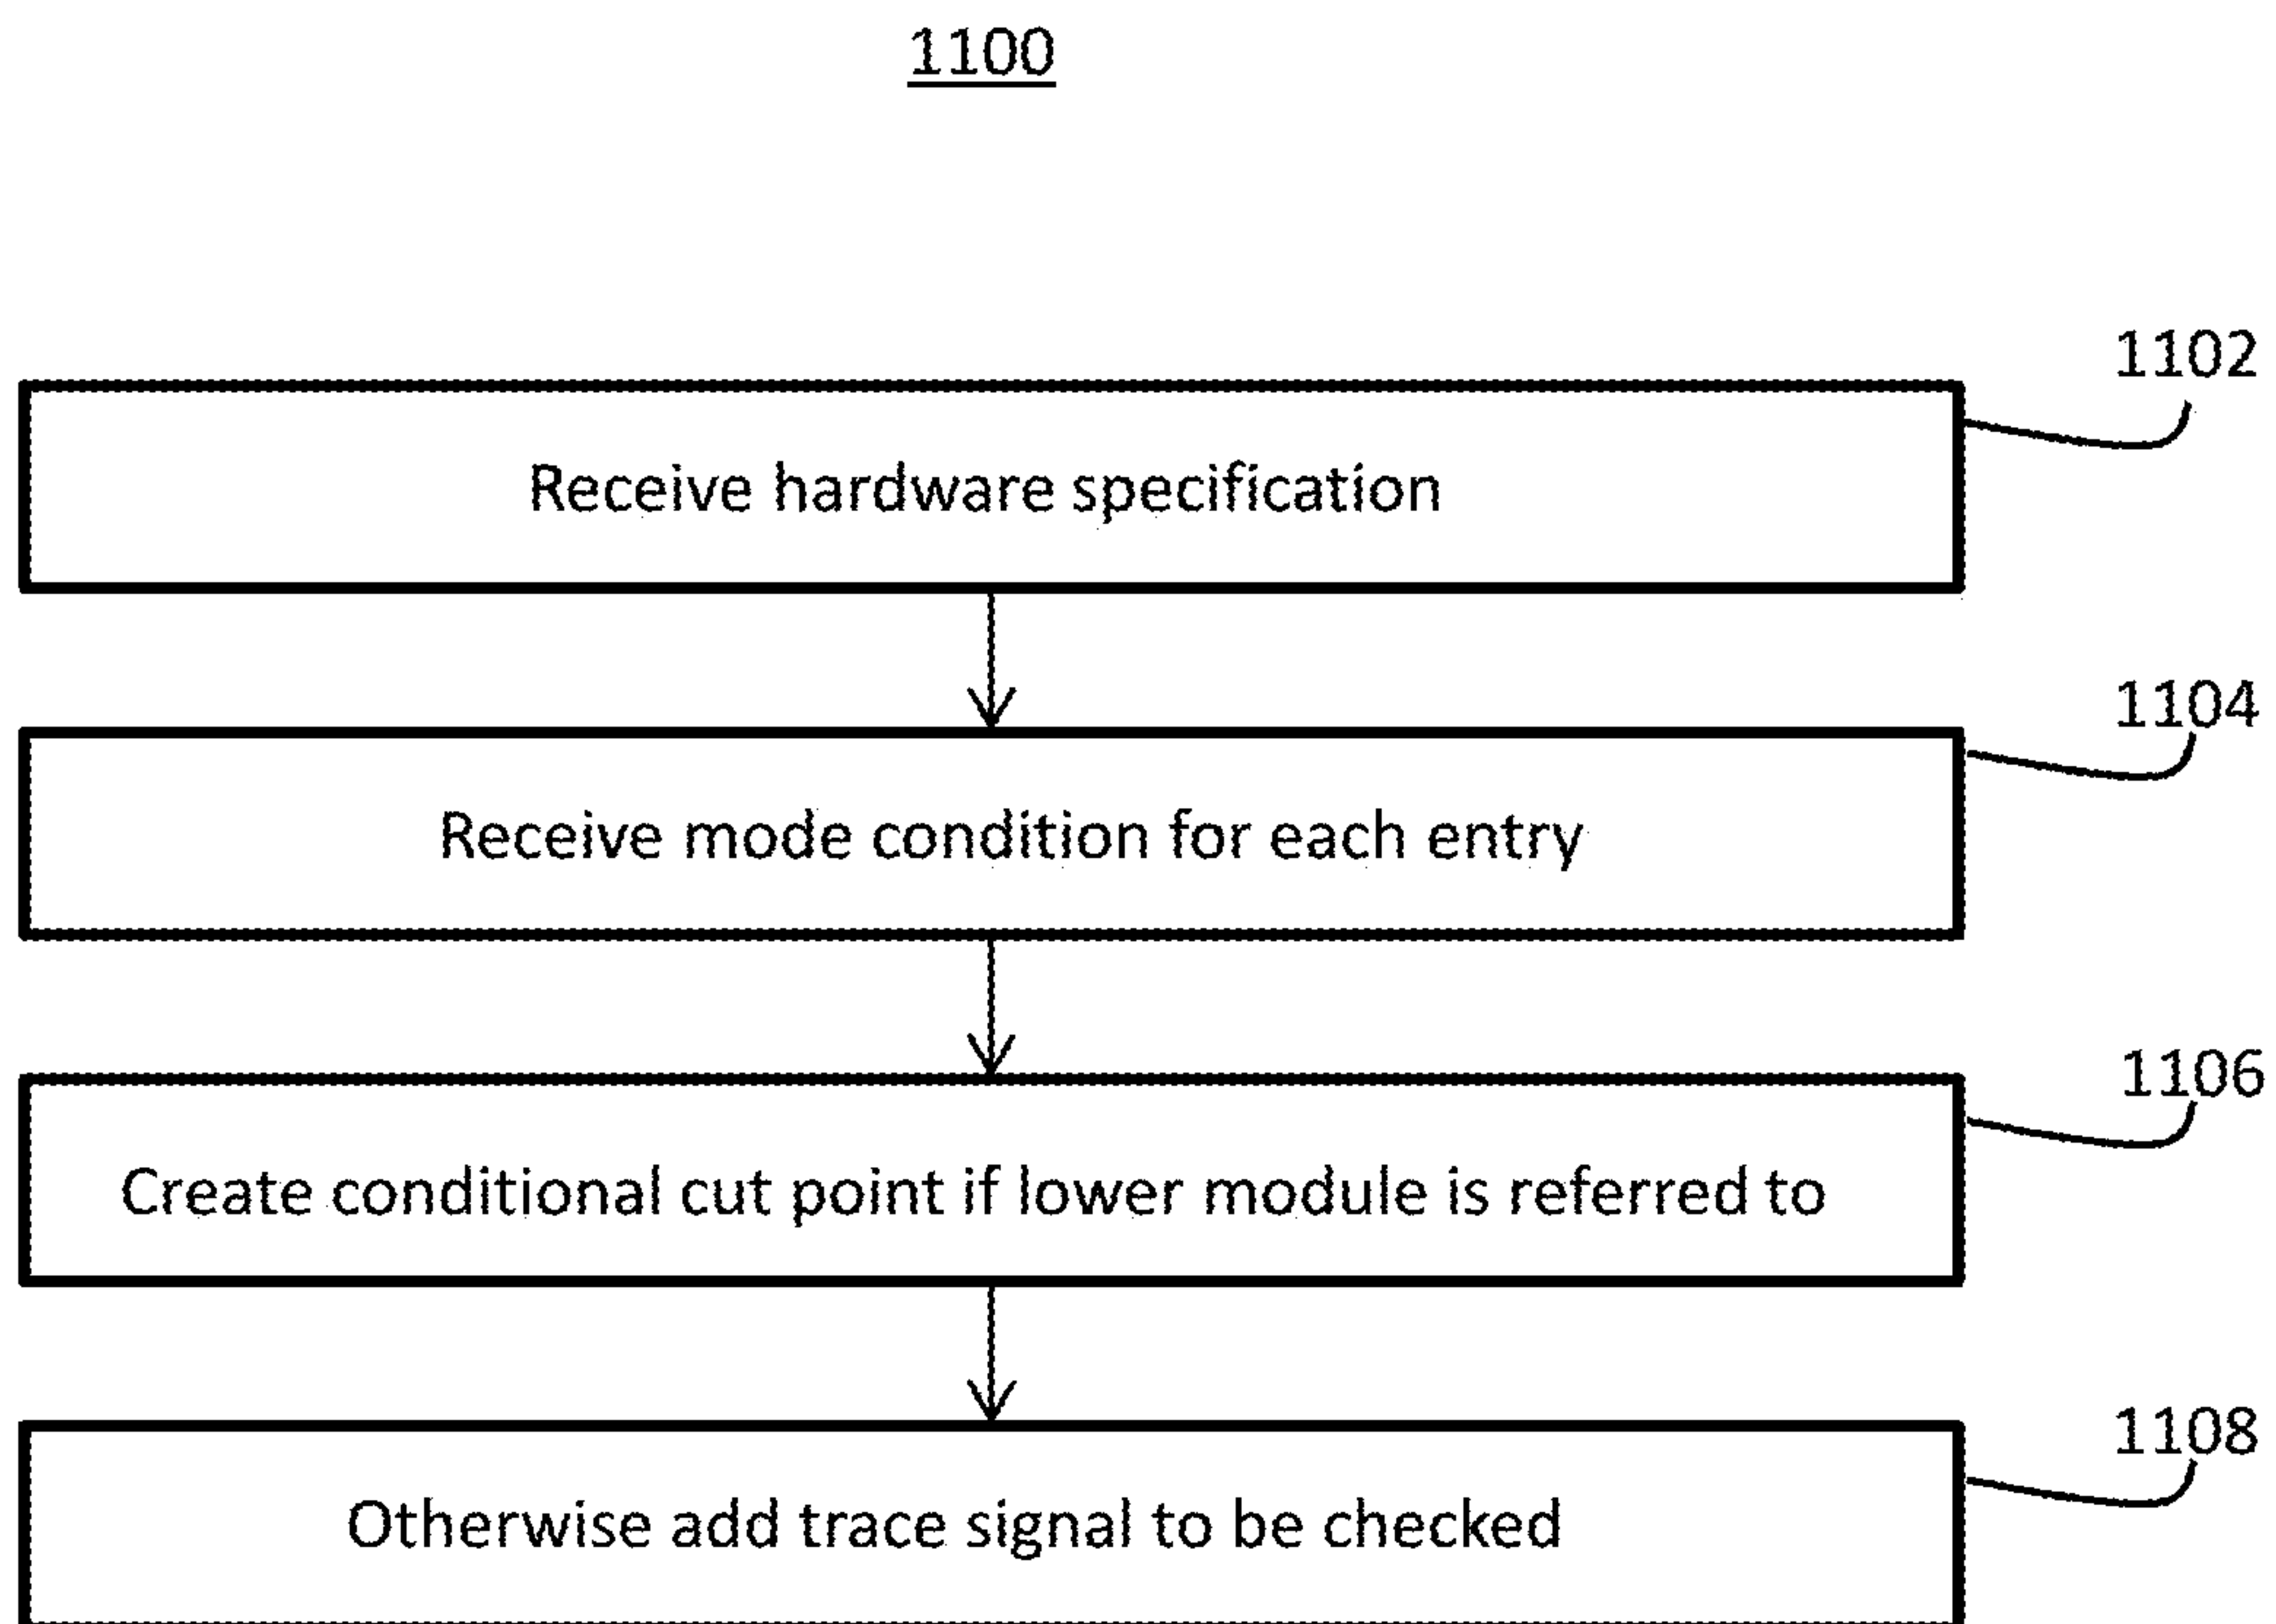 1100
1102
Receive hardware specification
1104
Receive mode condition for each entry
1106
Create conditional cut point if lower module is referred to
1108
Otherwise add trace signal to be checked